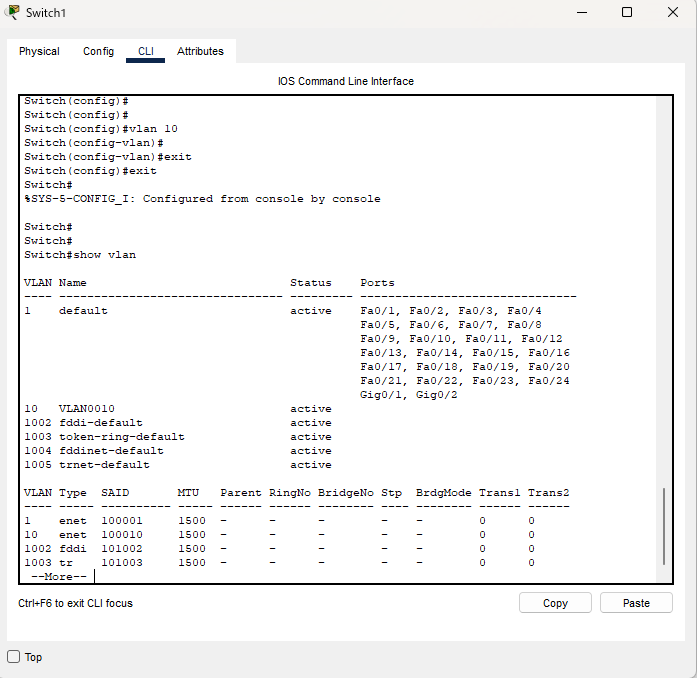 Switch1
Physical Config CLI Attributes
IOS Command Line Interface
Switch(config)#
Switch(config)#
Switch(config)#vlan 10
Switch(config-vlan)#
Switch(config-vlan)#exit
Switch(config)#exit
Switch#
%SYS-5-CONFIG_I: Configured from console by console
Switch#
Switch#
Switch#show vlan
VLAN Name                             Status    Ports
---- -------------------------------- --------- -------------------------------
1    default                          active    Fa0/1, Fa0/2, Fa0/3, Fa0/4
                                                Fa0/5, Fa0/6, Fa0/7, Fa0/8
                                                Fa0/9, Fa0/10, Fa0/11, Fa0/12
                                                Fa0/13, Fa0/14, Fa0/15, Fa0/16
                                                Fa0/17, Fa0/18, Fa0/19, Fa0/20
                                                Fa0/21, Fa0/22, Fa0/23, Fa0/24
                                                Gig0/1, Gig0/2
10   VLAN0010                         active
1002 fddi-default                     active
1003 token-ring-default               active
1004 fddinet-default                  active
1005 trnet-default                    active
VLAN Type  SAID       MTU   Parent RingNo BridgeNo Stp  BrdgMode Trans1 Trans2
---- ----- ---------- ----- ------ ------ -------- ---- -------- ------ ------
1    enet  100001     1500  -      -      -        -    -        0      0
10   enet  100010     1500  -      -      -        -    -        0      0
1002 fddi  101002     1500  -      -      -        -    -        0      0
1003 tr    101003     1500  -      -      -        -    -        0      0
 --More--
Ctrl+F6 to exit CLI focus
Copy Paste
Top